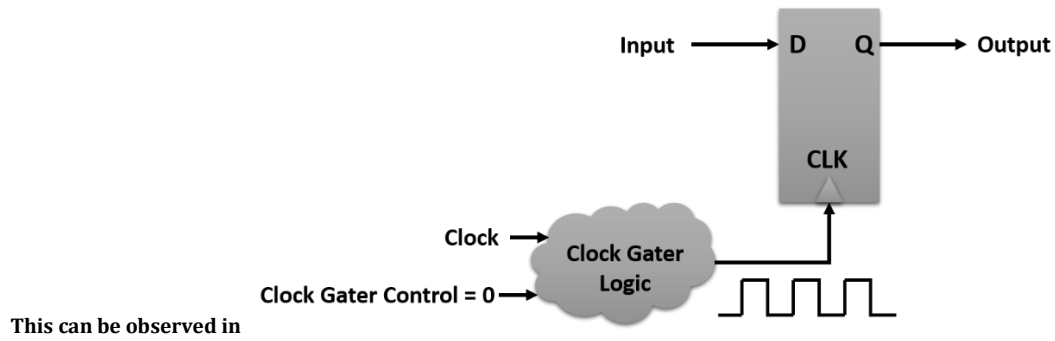 Input
D
Q
Output
CLK
Clock
Clock Gater
Logic
Clock Gater Control = 0
This can be observed in